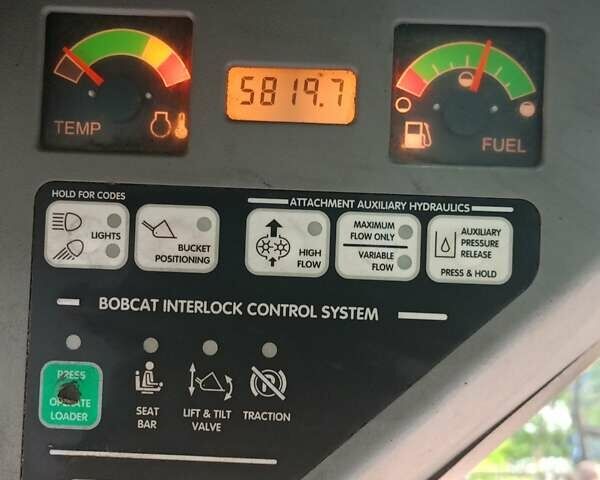 TEMP
5819.7
FUEL
HOLD FOR CODES
LIGHTS
BUCKET
POSITIONING
ATTACHMENT AUXILIARY HYDRAULICS
HIGH
FLOW
MAXIMUM
FLOW ONLY
VARIABLE
FLOW
AUXILIARY
PRESSURE
RELEASE
PRESS & HOLD
BOBCAT INTERLOCK CONTROL SYSTEM
PRESS
OPERATE
LOADER
SEAT
BAR
LIFT & TILT
VALVE
TRACTION